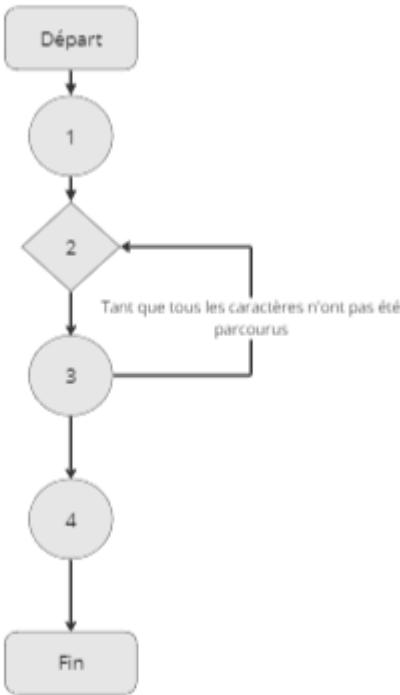 Départ
1
2
Tant que tous les caractères n'ont pas été
parcourus
3
4
Fin